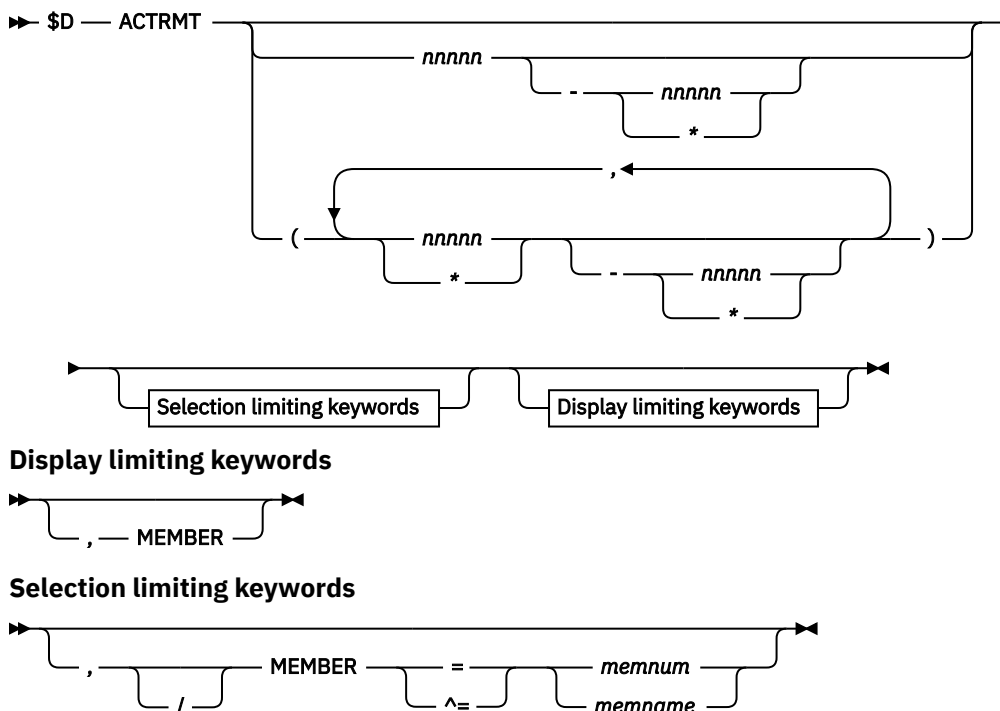 $D ACTRMT
nnnnn
- nnnnn
*
,
( nnnnn )
*
- nnnnn
*
Selection limiting keywords Display limiting keywords
Display limiting keywords
, MEMBER
Selection limiting keywords
, MEMBER = memnum
/ ^= memname